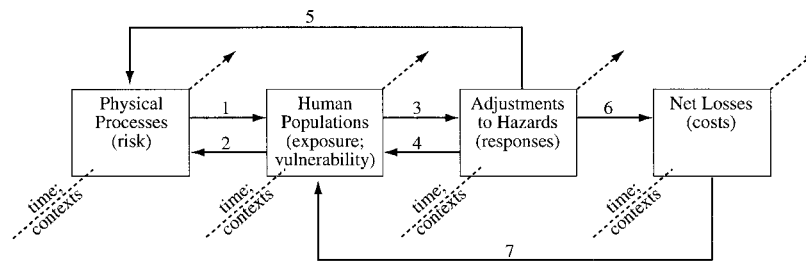 5
Physical
Processes
(risk)
1
2
Human
Populations
(exposure;
vulnerability)
3
4
Adjustments
to Hazards
(responses)
6
Net Losses
(costs)
time;
contexts
time;
contexts
time;
contexts
time;
contexts
7